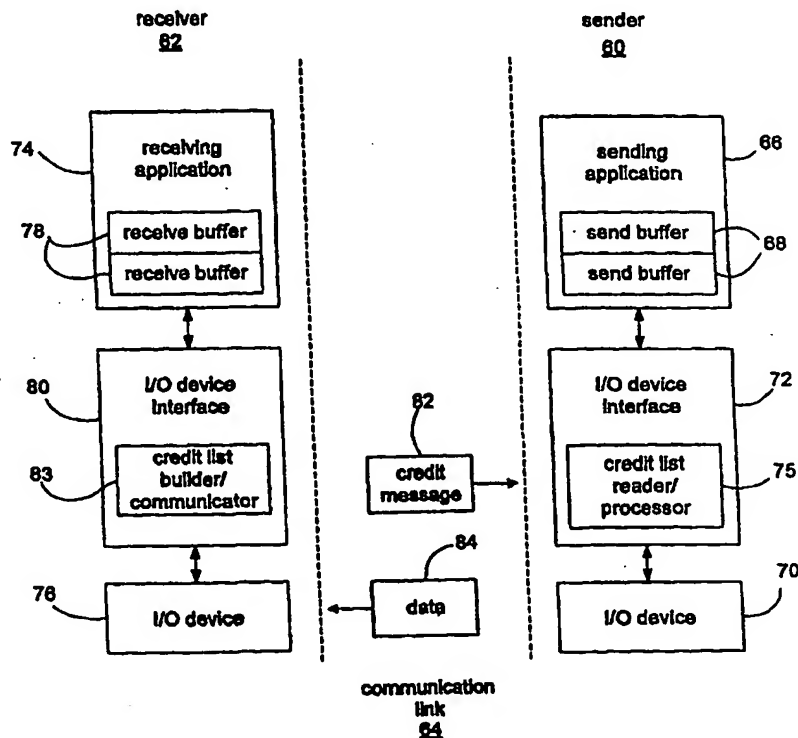 receiver
62
sender
60
74
receiving
application
78
receive buffer
receive buffer
66
sending
application
send buffer
send buffer
68
80
I/O device
Interface
83
credit list
builder/
communicator
82
credit
message
72
I/O device
Interface
credit list
reader/
processor
75
76
I/O device
84
data
70
I/O device
communication
link
64